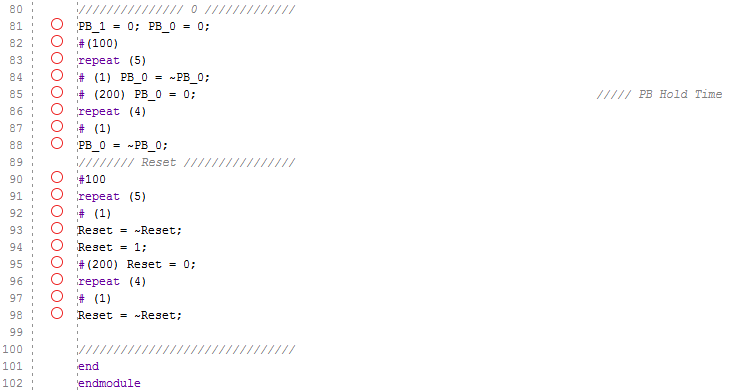 80 /////////////// 0 /////////////
81 PB_1 = 0; PB_0 = 0;
82 #(100)
83 repeat (5)
84 # (1) PB_0 = ~PB_0;
85 # (200) PB_0 = 0; ///// PB Hold Time
86 repeat (4)
87 # (1)
88 PB_0 = ~PB_0;
89 //////// Reset ////////////////
90 #100
91 repeat (5)
92 # (1)
93 Reset = ~Reset;
94 Reset = 1;
95 #(200) Reset = 0;
96 repeat (4)
97 # (1)
98 Reset = ~Reset;
99
100 ///////////////////////////////
101 end
102 endmodule